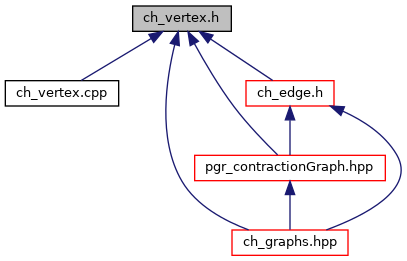 ch_vertex.h
ch_vertex.cpp
ch_edge.h
pgr_contractionGraph.hpp
ch_graphs.hpp